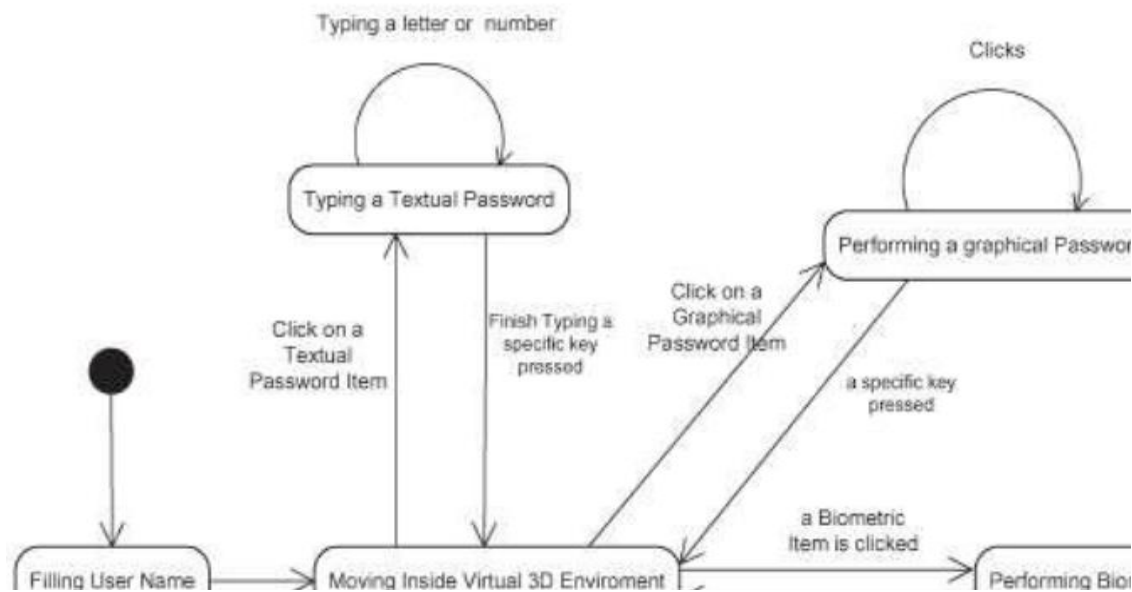 Typing a letter or number
Clicks
Typing a Textual Password
Performing a graphical
Click on a
Textual
Password Item
Finish Typing a
specific key
pressed
Click on a
Graphical
Password Item
a specific key
pressed
a Biometric
Item is clicked
Filling User Name
Moving Inside Virtual 3D Enviroment
Performing